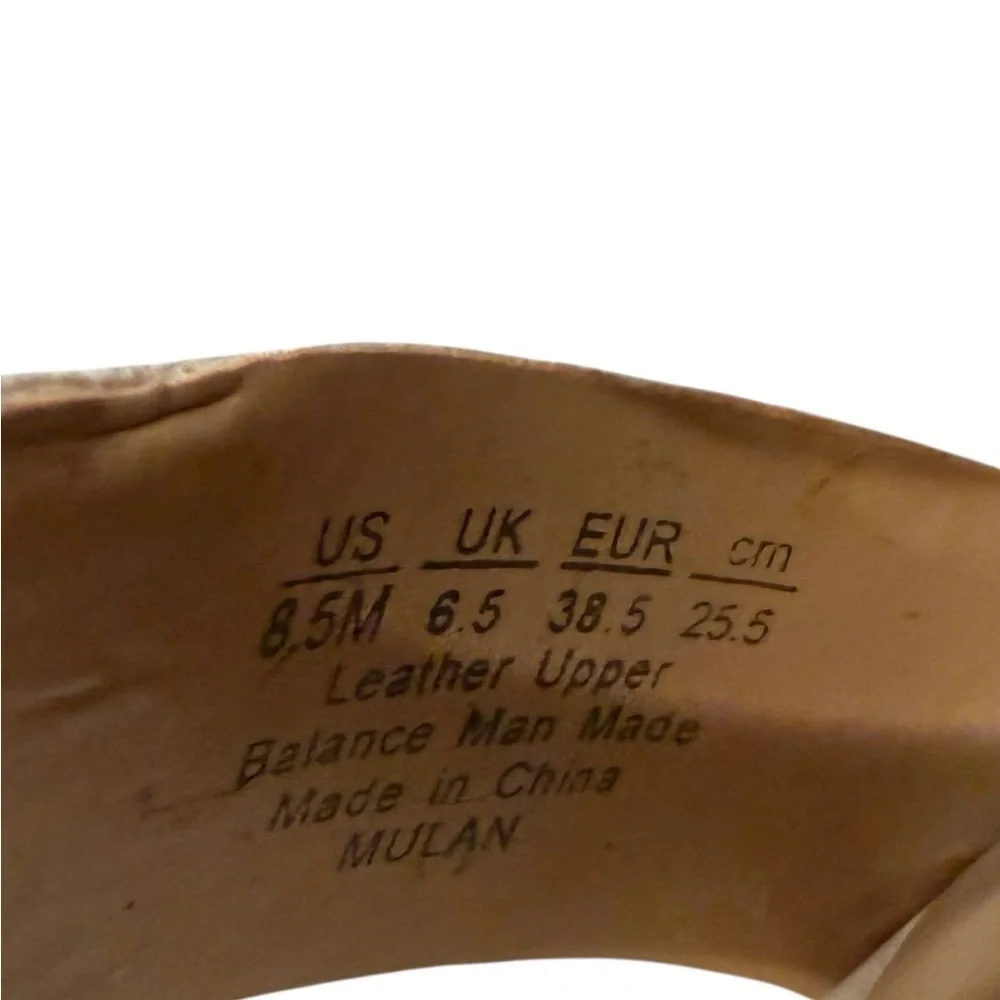 US UK EUR cm
8.5M 6.5 38.5 25.5
Leather Upper
Balance Man Made
Made in China
MULAN